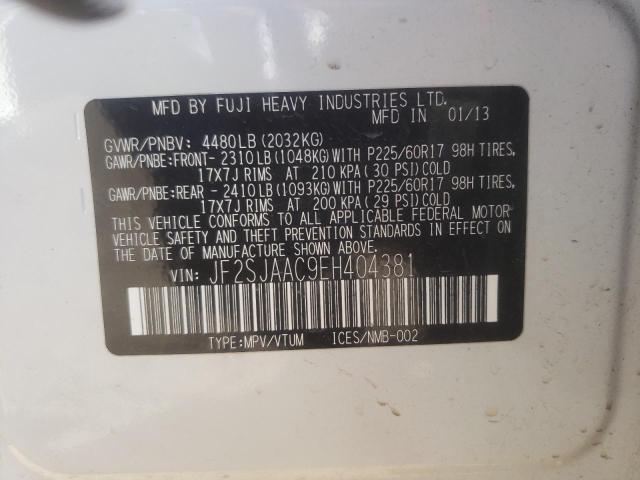 MFD BY FUJI HEAVY INDUSTRIES LTD.
MFD IN 01/13
GVWR/PNBV: 4480LB(2032KG)
GAWR/PNBE:FRONT- 2310LB(1048KG)WITH P225/60R17 98H TIRES,
17X7J RIMS AT 210 KPA(30 PSI)COLD
GAWR/PNBE:REAR - 2410LB(1093KG)WITH P225/60R17 98H TIRES,
17X7J RIMS AT 200 KPA(29 PSI)COLD
THIS VEHICLE CONFORMS TO ALL APPLICABLE FEDERAL MOTOR
VEHICLE SAFETY AND THEFT PREVENTION STANDARDS IN EFFECT ON
THE DATE OF MANUFACTURE SHOWN ABOVE.
VIN: JF2SJAAC9EH404381
TYPE:MPV/VTUM ICES/NMB-002